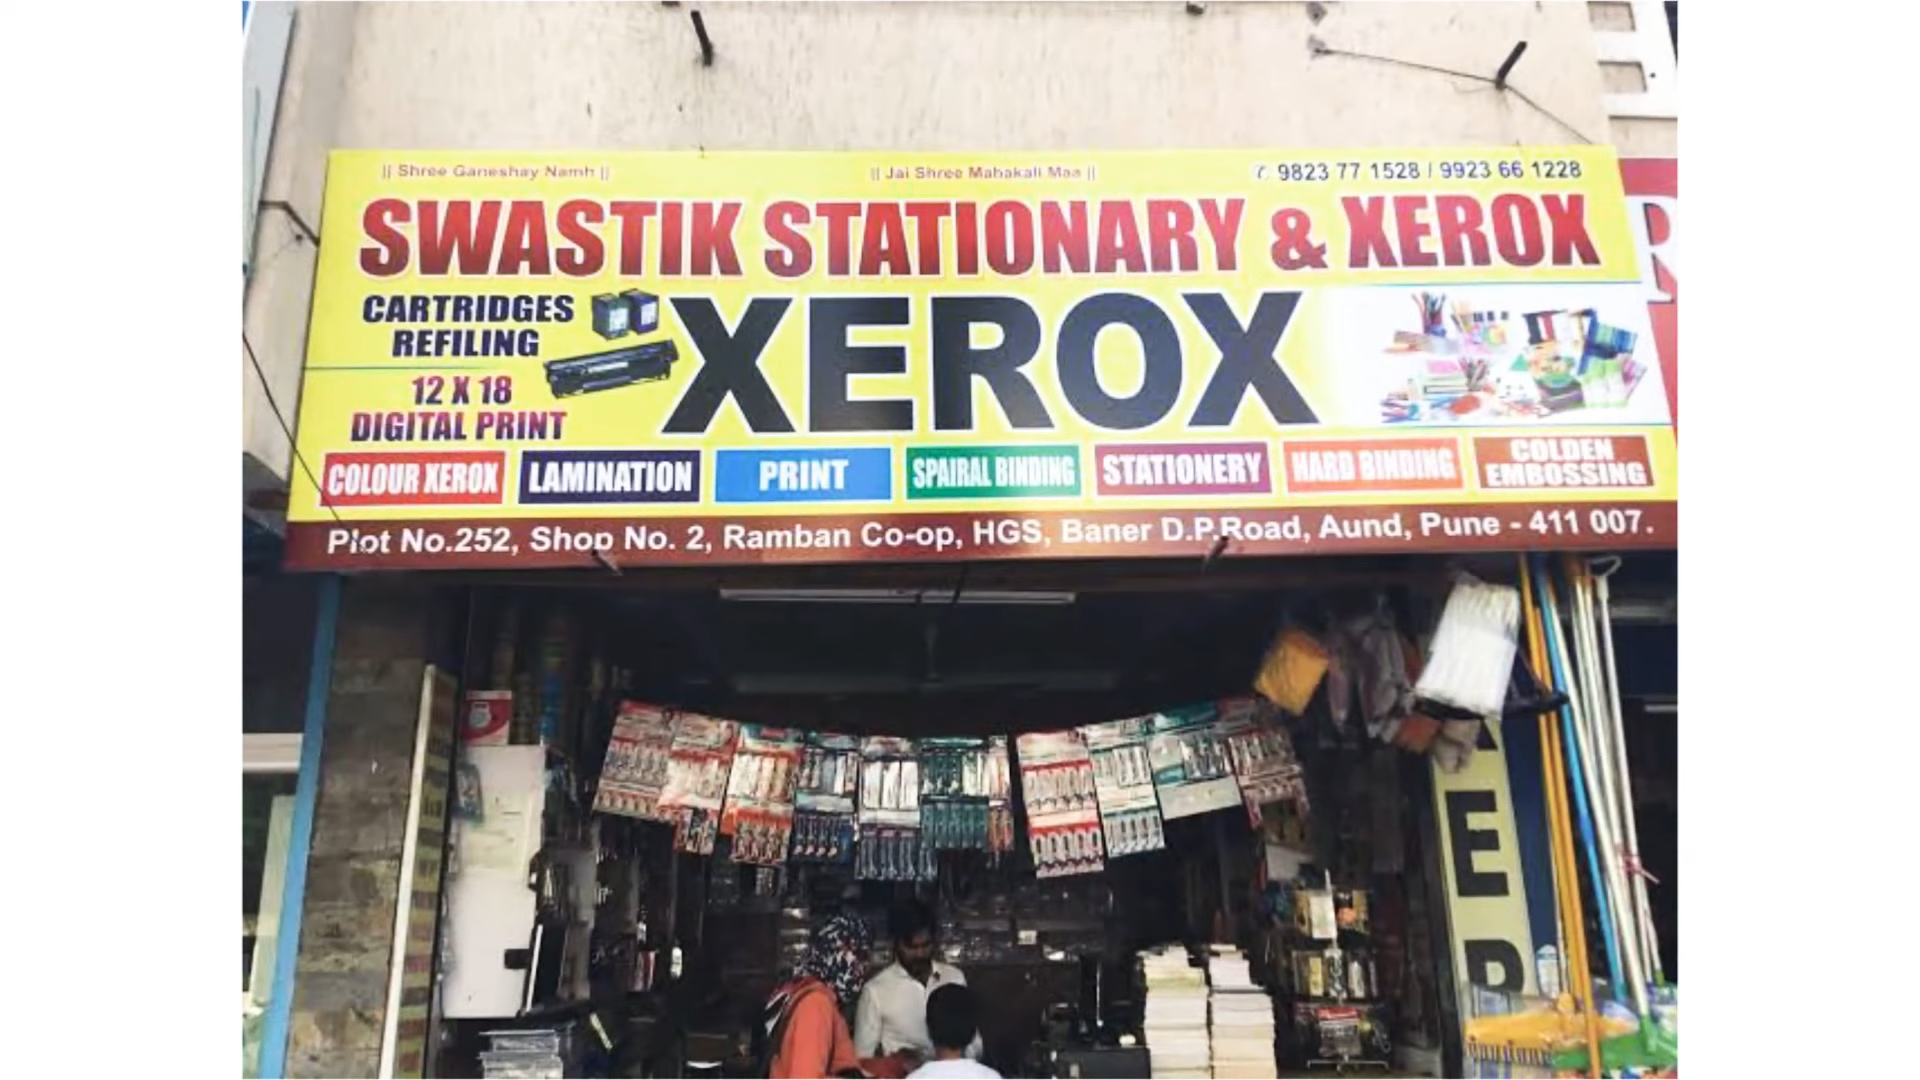 || Shree Ganeshay Namh ||
|| Jai Shree Mahakali Maa ||
✆ 9823 77 1528 / 9923 66 1228
SWASTIK STATIONARY & XEROX
CARTRIDGES
REFILING
XEROX
12 X 18
DIGITAL PRINT
COLOUR XEROX
LAMINATION
PRINT
SPAIRAL BINDING
STATIONERY
HARD BINDING
COLDEN
EMBOSSING
Plot No.252, Shop No. 2, Ramban Co-op, HGS, Baner D.P.Road, Aund, Pune - 411 007.
R
E
R